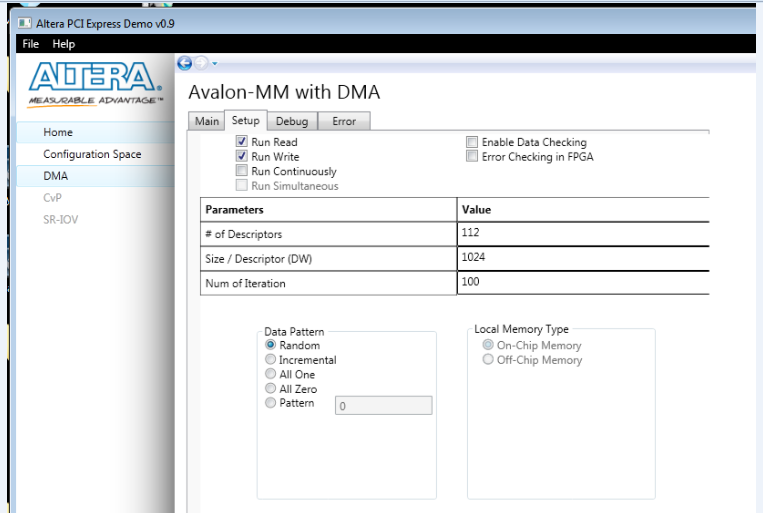 Altera PCI Express Demo v0.9
File Help
ALTERA.
MEASURABLE ADVANTAGE™
Home
Configuration Space
DMA
CvP
SR-IOV
Avalon-MM with DMA
Main Setup Debug Error
Run Read
Run Write
Run Continuously
Run Simultaneous
Enable Data Checking
Error Checking in FPGA
Parameters Value
# of Descriptors 112
Size / Descriptor (DW) 1024
Num of Iteration 100
Data Pattern
Random
Incremental
All One
All Zero
Pattern 0
Local Memory Type
On-Chip Memory
Off-Chip Memory